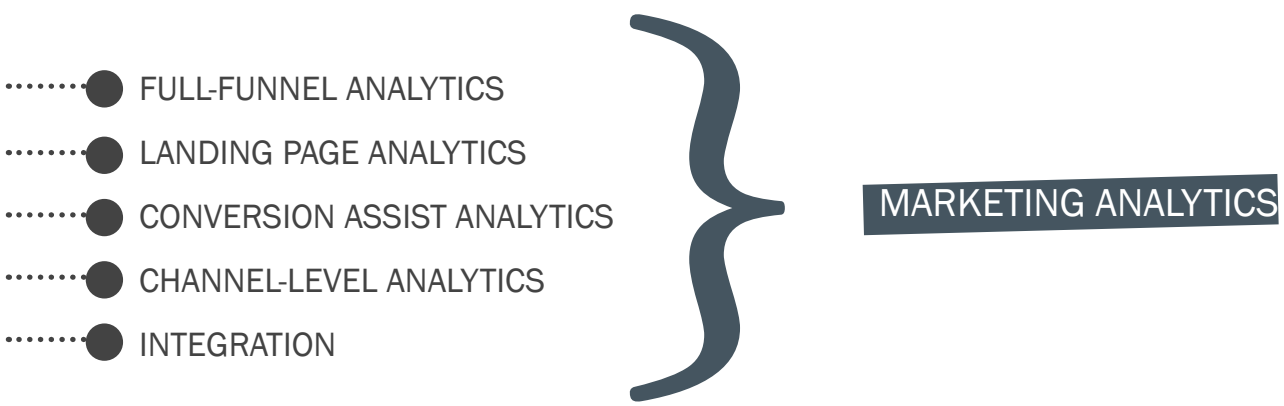 FULL-FUNNEL ANALYTICS
LANDING PAGE ANALYTICS
CONVERSION ASSIST ANALYTICS
CHANNEL-LEVEL ANALYTICS
INTEGRATION
MARKETING ANALYTICS